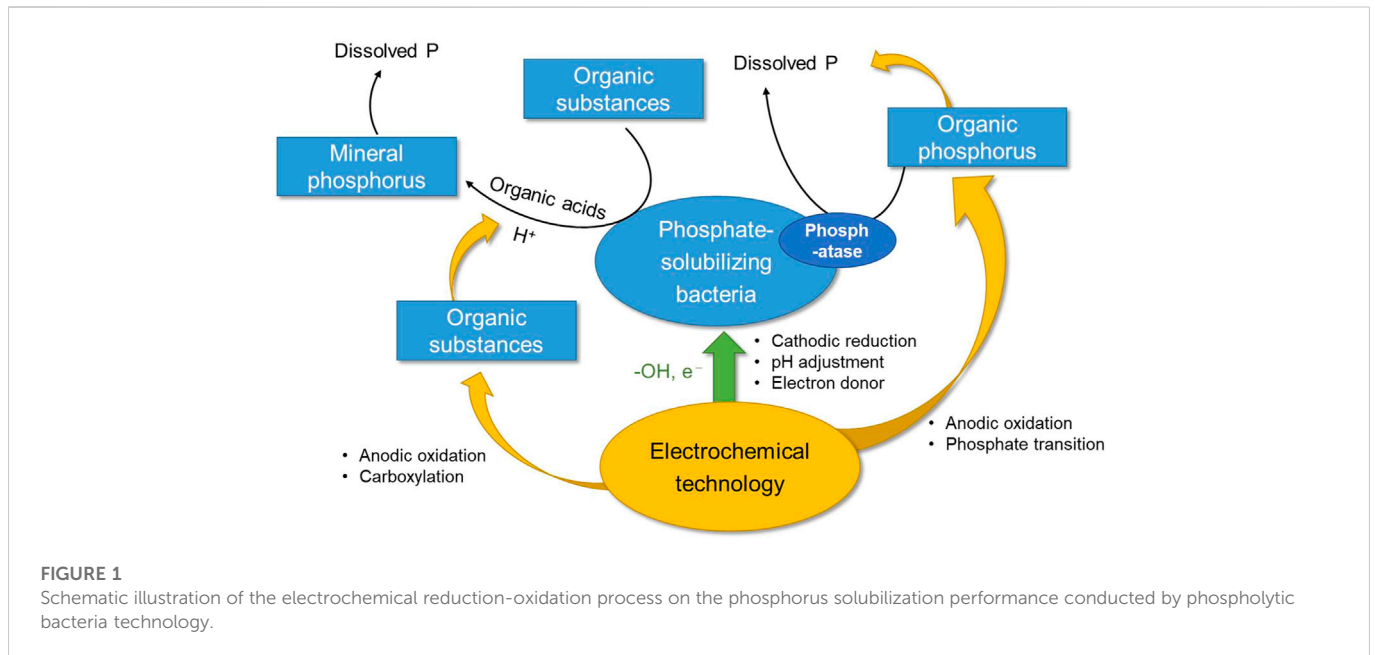 Dissolved P
Organic
substances
Dissolved P
Organic
phosphorus
Mineral
phosphorus
Organic acids
H⁺
Phosphate-
solubilizing
bacteria
Phosph
-atase
Organic
substances
-OH, e⁻
• Cathodic reduction
• pH adjustment
• Electron donor
• Anodic oxidation
• Carboxylation
Electrochemical
technology
• Anodic oxidation
• Phosphate transition
FIGURE 1
Schematic illustration of the electrochemical reduction-oxidation process on the phosphorus solubilization performance conducted by phospholytic
bacteria technology.